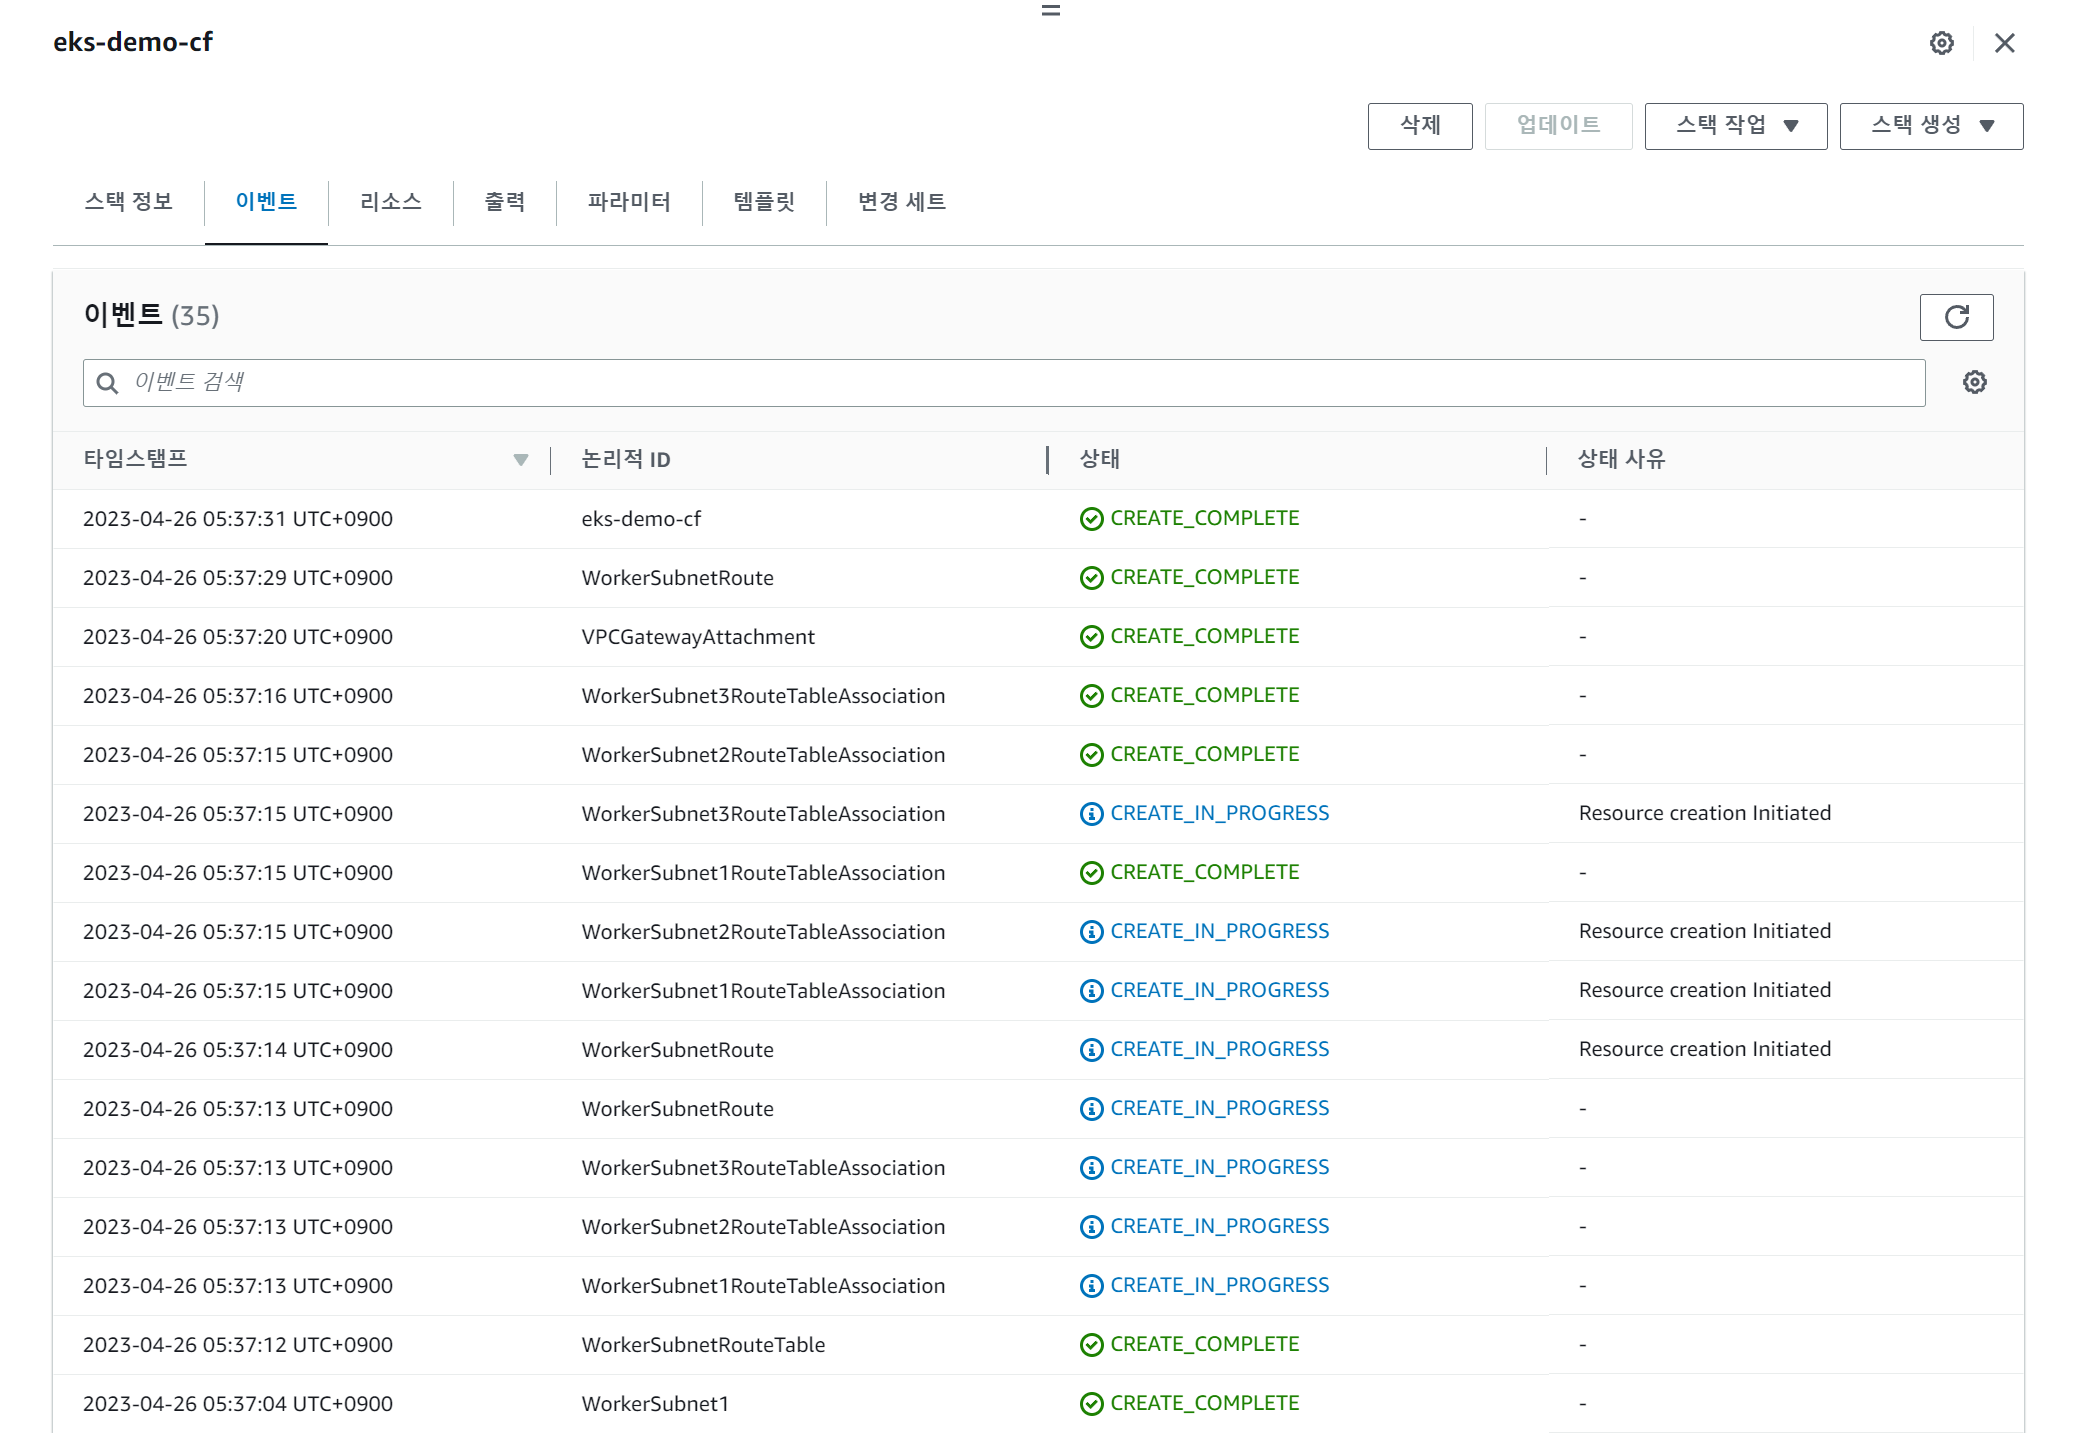 eks-demo-cf
삭제 업데이트 스택 작업 스택 생성
스택 정보 이벤트 리소스 출력 파라미터 템플릿 변경 세트
이벤트 (35)
이벤트 검색
타임스탬프 논리적 ID 상태 상태 사유
2023-04-26 05:37:31 UTC+0900 eks-demo-cf CREATE_COMPLETE -
2023-04-26 05:37:29 UTC+0900 WorkerSubnetRoute CREATE_COMPLETE -
2023-04-26 05:37:20 UTC+0900 VPCGatewayAttachment CREATE_COMPLETE -
2023-04-26 05:37:16 UTC+0900 WorkerSubnet3RouteTableAssociation CREATE_COMPLETE -
2023-04-26 05:37:15 UTC+0900 WorkerSubnet2RouteTableAssociation CREATE_COMPLETE -
2023-04-26 05:37:15 UTC+0900 WorkerSubnet3RouteTableAssociation CREATE_IN_PROGRESS Resource creation Initiated
2023-04-26 05:37:15 UTC+0900 WorkerSubnet1RouteTableAssociation CREATE_COMPLETE -
2023-04-26 05:37:15 UTC+0900 WorkerSubnet2RouteTableAssociation CREATE_IN_PROGRESS Resource creation Initiated
2023-04-26 05:37:15 UTC+0900 WorkerSubnet1RouteTableAssociation CREATE_IN_PROGRESS Resource creation Initiated
2023-04-26 05:37:14 UTC+0900 WorkerSubnetRoute CREATE_IN_PROGRESS Resource creation Initiated
2023-04-26 05:37:13 UTC+0900 WorkerSubnetRoute CREATE_IN_PROGRESS -
2023-04-26 05:37:13 UTC+0900 WorkerSubnet3RouteTableAssociation CREATE_IN_PROGRESS -
2023-04-26 05:37:13 UTC+0900 WorkerSubnet2RouteTableAssociation CREATE_IN_PROGRESS -
2023-04-26 05:37:13 UTC+0900 WorkerSubnet1RouteTableAssociation CREATE_IN_PROGRESS -
2023-04-26 05:37:12 UTC+0900 WorkerSubnetRouteTable CREATE_COMPLETE -
2023-04-26 05:37:04 UTC+0900 WorkerSubnet1 CREATE_COMPLETE -